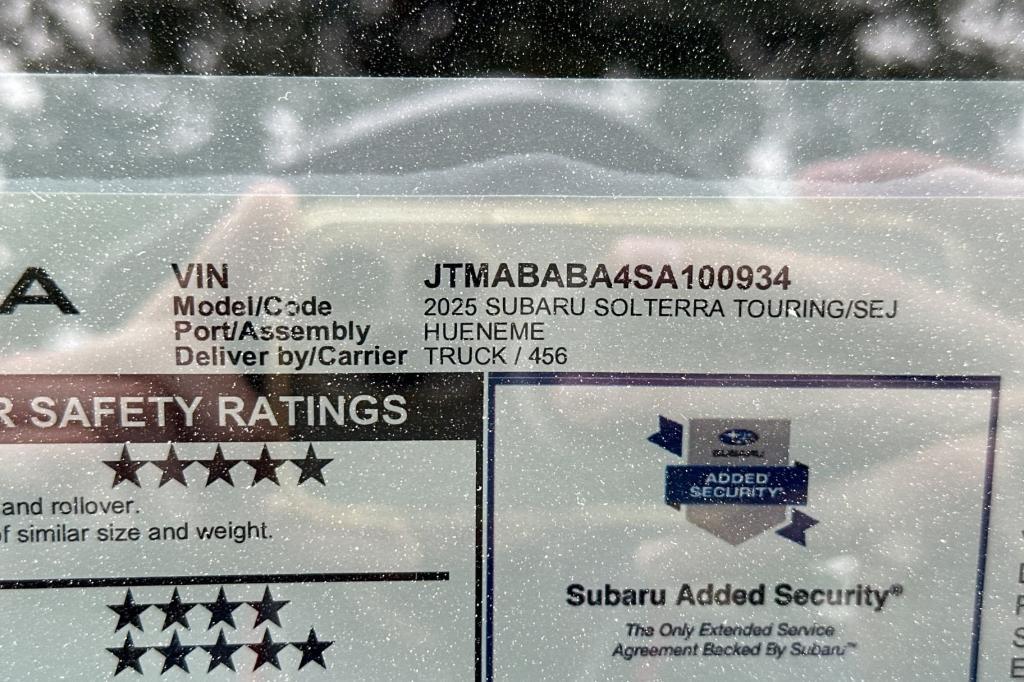 A
VIN JTMABABA4SA100934
Model/Code 2025 SUBARU SOLTERRA TOURING/SEJ
Port/Assembly HUENEME
Deliver by/Carrier TRUCK / 456
R SAFETY RATINGS
★★★★★
and rollover.
of similar size and weight.
★★★★
★★★★★
SUBARU
ADDED
SECURITY
Subaru Added Security®
The Only Extended Service
Agreement Backed By Subaru™